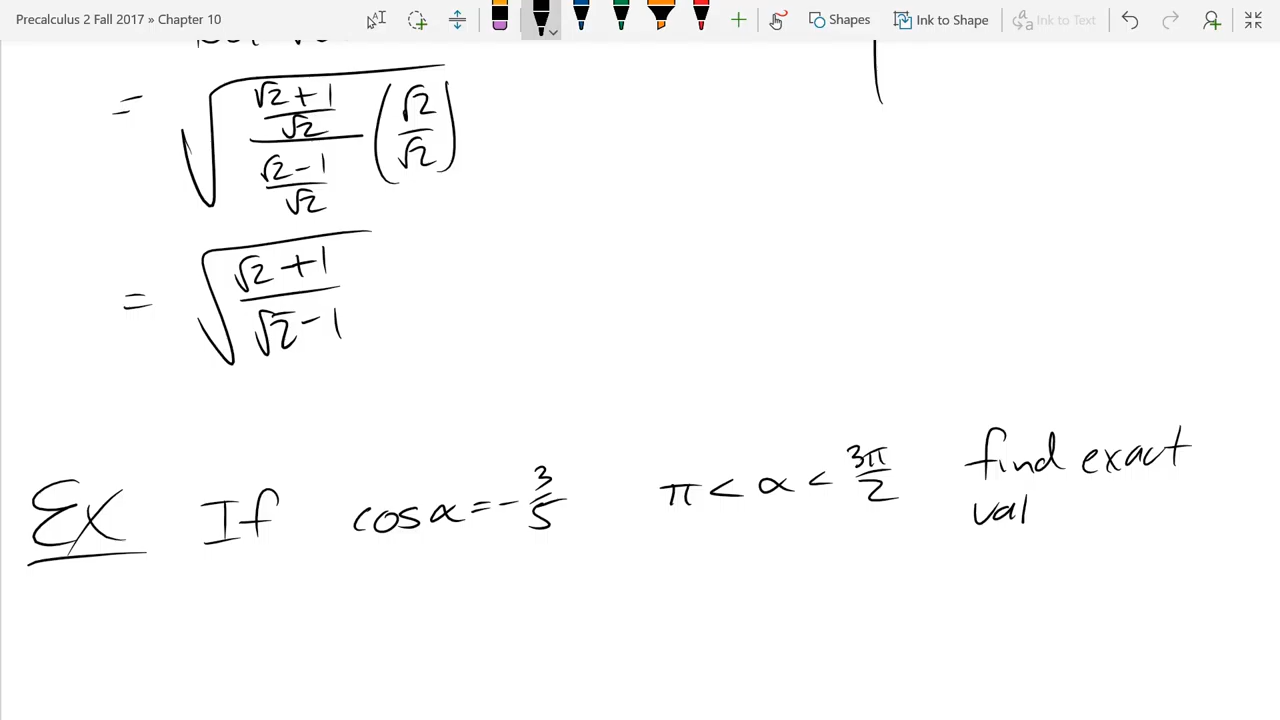 Precalculus 2 Fall 2017 » Chapter 10
Shapes
Ink to Shape
Ink to Text
= √(((√2 + 1)/√2)/((√2 - 1)/√2) (√2/√2))
= √((√2 + 1)/(√2 - 1))
Ex If cosα = -3/5 π < α < 3π/2 find exact
val